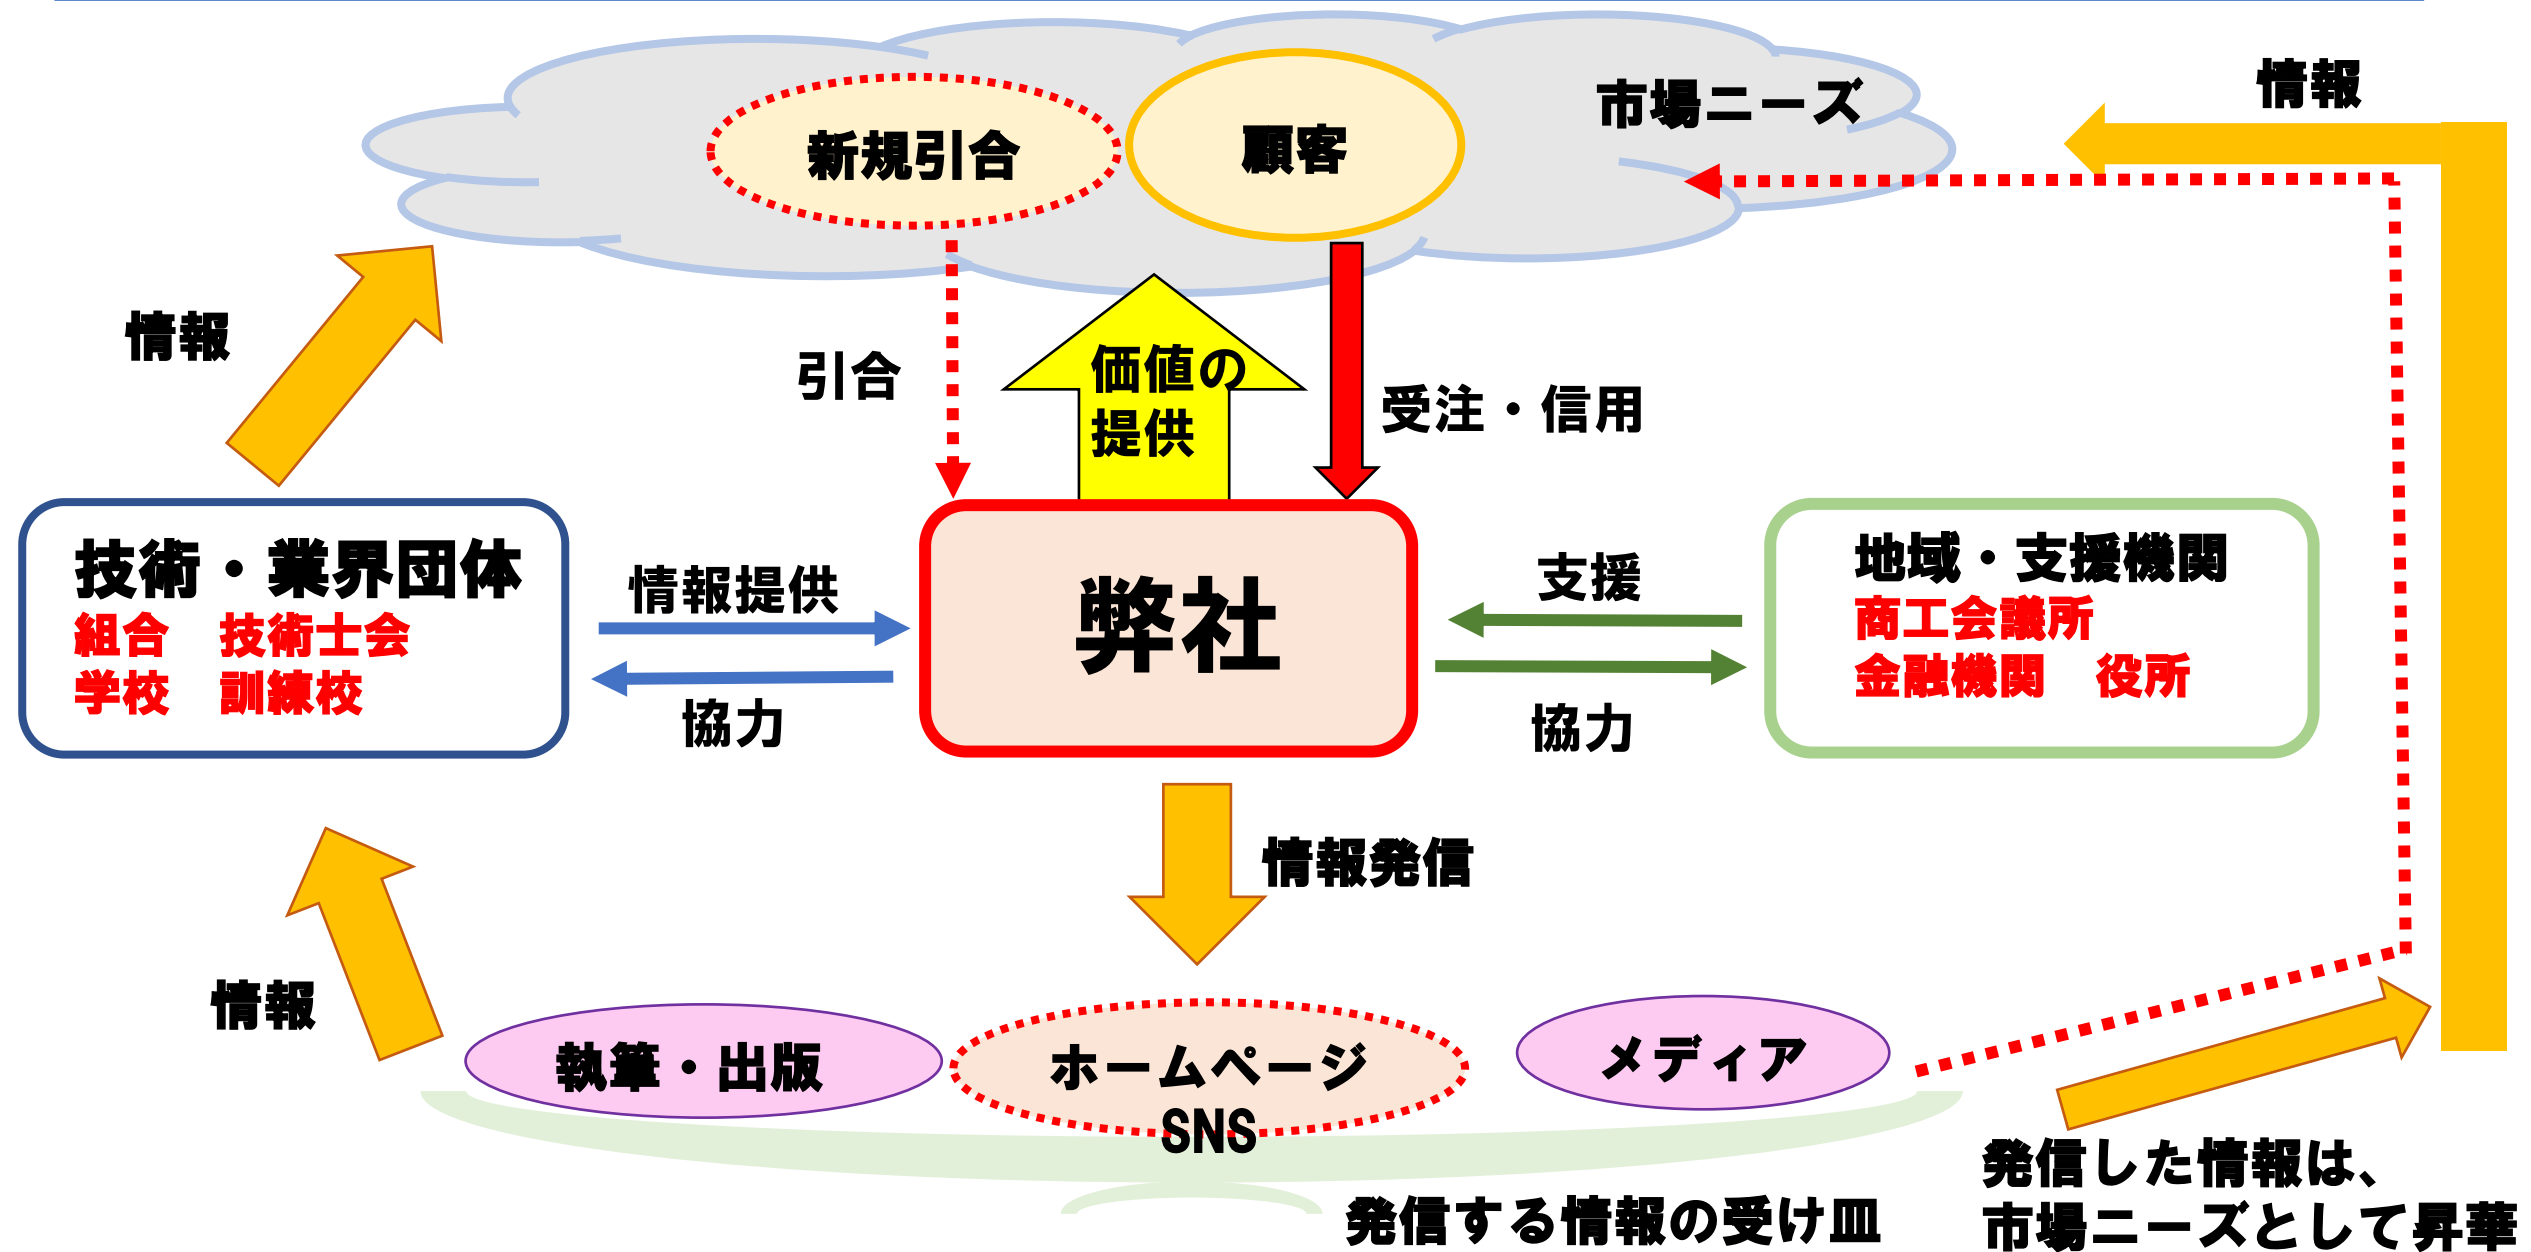 情報
市場ニーズ
新規引合
顧客
情報
引合
価値の
提供
受注・信用
技術・業界団体
組合　技術士会
学校　訓練校
情報提供
協力
弊社
支援
協力
地域・支援機関
商工会議所
金融機関　役所
情報発信
情報
執筆・出版
ホームページ
SNS
メディア
発信する情報の受け皿
発信した情報は、
市場ニーズとして昇華